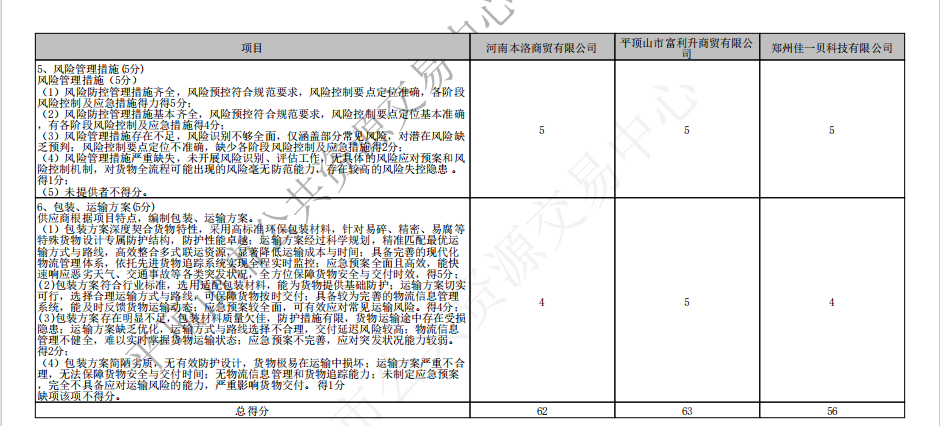 项目 河南本洛商贸有限公司 平顶山市富利升商贸有限公司 郑州佳一贝科技有限公司
5、风险管理措施(5分)
风险管理措施（5分）
（1）风险防控管理措施齐全，风险预控符合规范要求，风险控制要点定位准确，各阶段
风险控制及应急措施得力得5分；
（2）风险防控管理措施基本齐全，风险预控符合规范要求，风险控制要点定位基本准确
，有各阶段风险控制及应急措施得4分；
（3）风险管理措施存在不足，风险识别不够全面，仅涵盖部分常见风险，对潜在风险缺
乏预判；风险控制要点定位不准确，缺少各阶段风险控制及应急措施得2分；
（4）风险管理措施严重缺失，未开展风险识别、评估工作，无具体的风险应对预案和风
险控制机制，对货物全流程可能出现的风险毫无防范能力，存在较高的风险失控隐患 。
得1分；
（5）未提供者不得分。
5 5 5
6、包装、运输方案(5分)
供应商根据项目特点，编制包装、运输方案。
（1）包装方案深度契合货物特性，采用高标准环保包装材料，针对易碎、精密、易腐等
特殊货物设计专属防护结构，防护性能卓越；运输方案经过科学规划，精准匹配最优运
输方式与路线，高效整合多式联运资源，显著降低运输成本与时间；具备完善的现代化
物流管理体系，依托先进货物追踪系统实现全程实时监控；应急预案全面且高效，能快
速响应恶劣天气、交通事故等各类突发状况，全方位保障货物安全与交付时效，得5分；
(2)包装方案符合行业标准，选用适配包装材料，能为货物提供基础防护；运输方案切实
可行，选择合理运输方式与路线，可保障货物按时交付；具备较为完善的物流信息管理
系统，能及时反馈货物运输动态；应急预案较全面，可有效应对常见运输风险。得4分；
(3)包装方案存在明显不足，包装材料质量欠佳，防护措施有限，货物运输途中存在受损
隐患；运输方案缺乏优化，运输方式与路线选择不合理，交付延迟风险较高；物流信息
管理不健全，难以实时掌握货物运输状态；应急预案不完善，应对突发状况能力较弱。
得2分；
（4）包装方案简陋劣质，无有效防护设计，货物极易在运输中损坏；运输方案严重不合
理，无法保障货物安全与交付时间；无物流信息管理和货物追踪能力；未制定应急预案
，完全不具备应对运输风险的能力，严重影响货物交付。得1分
缺项该项不得分。
4 5 4
总得分 62 63 56